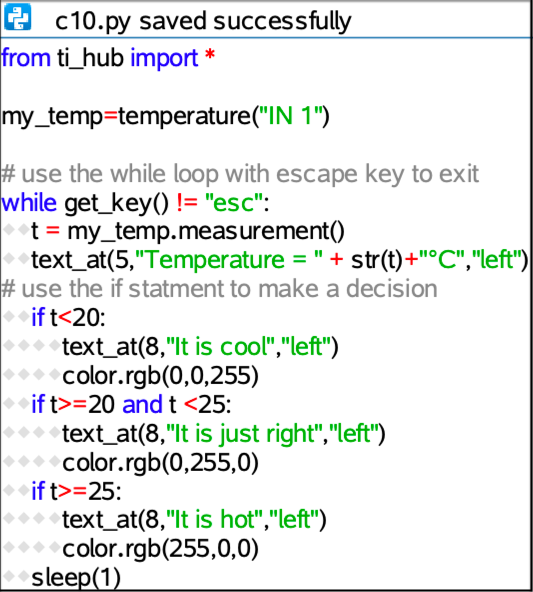 c10.py saved successfully
from ti_hub import *
my_temp=temperature("IN 1")
# use the while loop with escape key to exit
while get_key() != "esc":
  t = my_temp.measurement()
  text_at(5,"Temperature = " + str(t)+"°C","left")
# use the if statment to make a decision
  if t<20:
    text_at(8,"It is cool","left")
    color.rgb(0,0,255)
  if t>=20 and t <25:
    text_at(8,"It is just right","left")
    color.rgb(0,255,0)
  if t>=25:
    text_at(8,"It is hot","left")
    color.rgb(255,0,0)
  sleep(1)